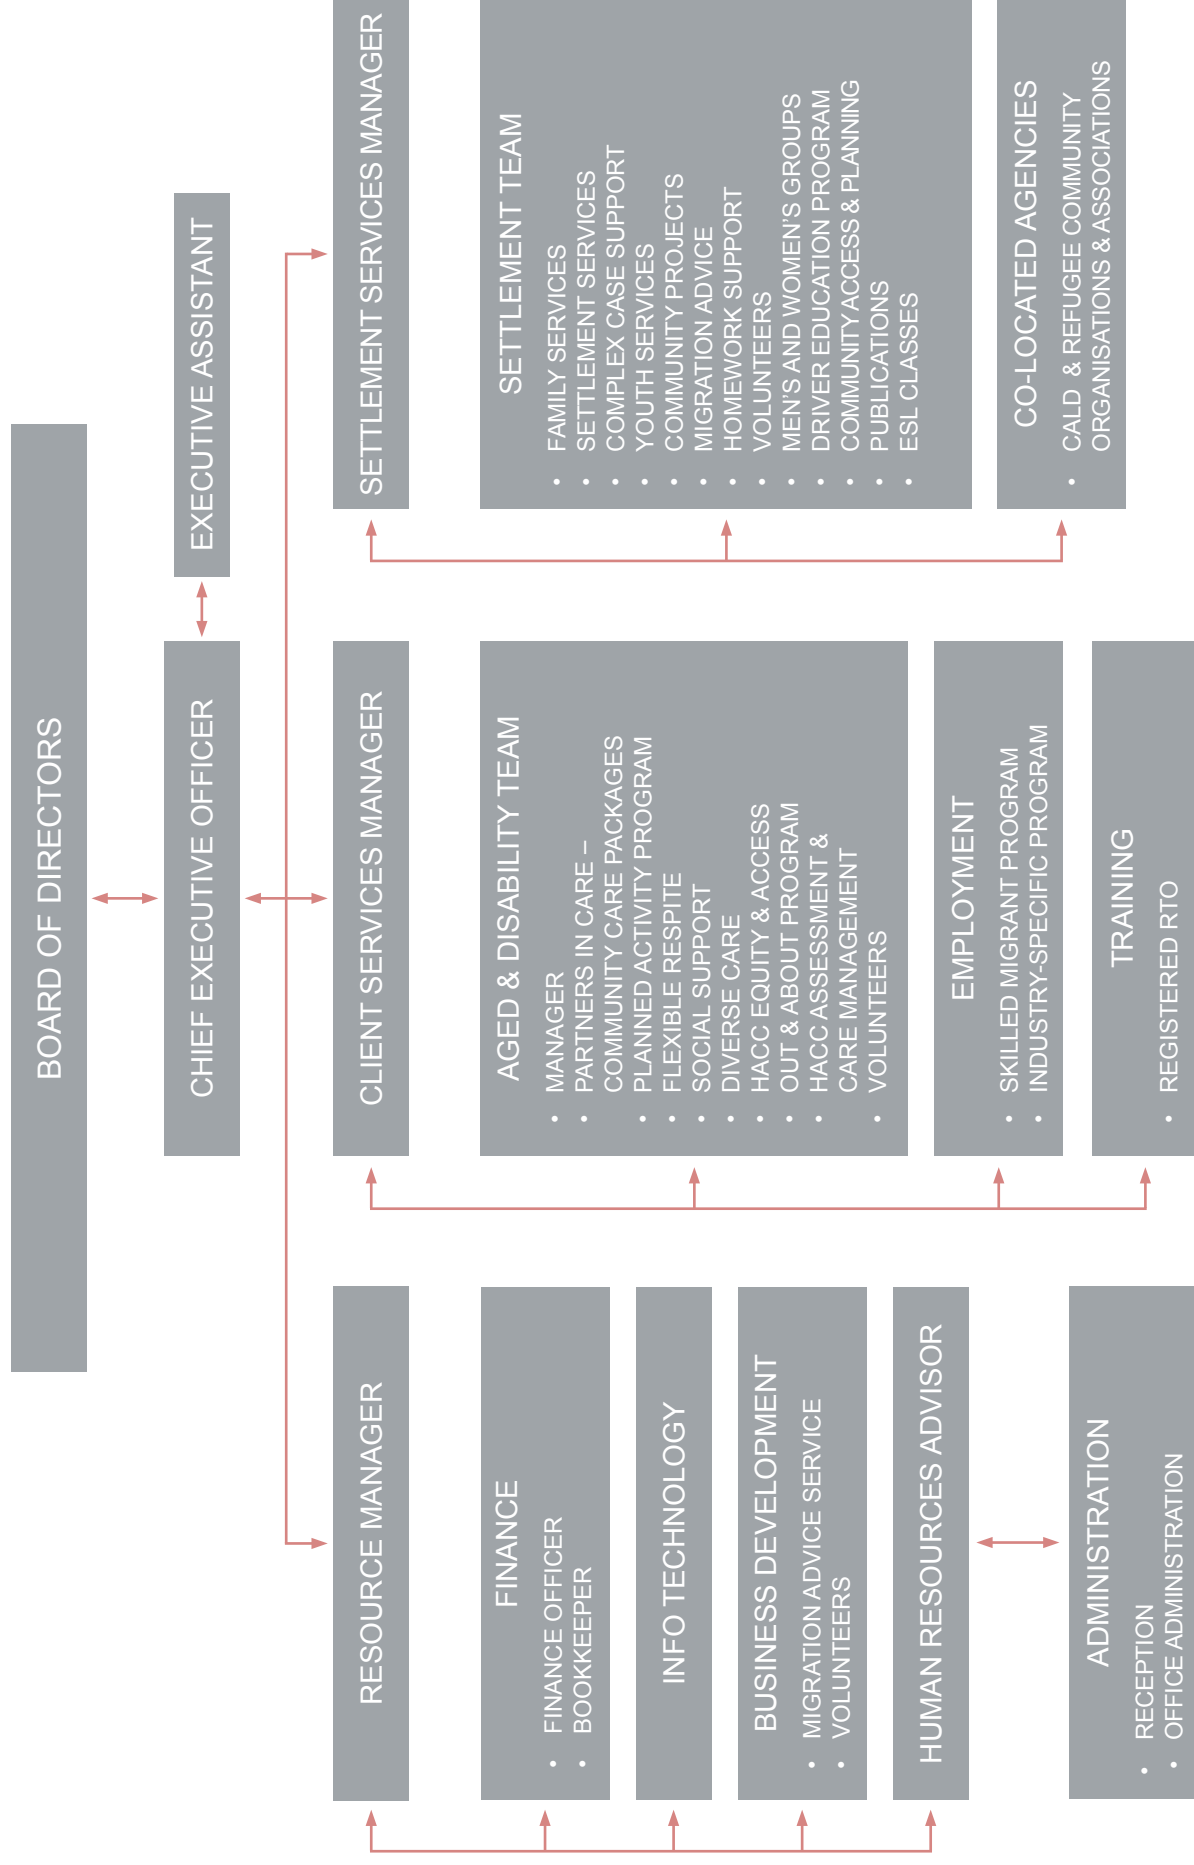 BOARD OF DIRECTORS
CHIEF EXECUTIVE OFFICER
EXECUTIVE ASSISTANT
RESOURCE MANAGER
FINANCE
• FINANCE OFFICER
• BOOKKEEPER
INFO TECHNOLOGY
BUSINESS DEVELOPMENT
• MIGRATION ADVICE SERVICE
• VOLUNTEERS
HUMAN RESOURCES ADVISOR
ADMINISTRATION
• RECEPTION
• OFFICE ADMINISTRATION
CLIENT SERVICES MANAGER
AGED & DISABILITY TEAM
• MANAGER
• PARTNERS IN CARE –
COMMUNITY CARE PACKAGES
• PLANNED ACTIVITY PROGRAM
• FLEXIBLE RESPITE
• SOCIAL SUPPORT
• DIVERSE CARE
• HACC EQUITY & ACCESS
• OUT & ABOUT PROGRAM
• HACC ASSESSMENT &
CARE MANAGEMENT
• VOLUNTEERS
EMPLOYMENT
• SKILLED MIGRANT PROGRAM
• INDUSTRY-SPECIFIC PROGRAM
TRAINING
• REGISTERED RTO
SETTLEMENT SERVICES MANAGER
SETTLEMENT TEAM
• FAMILY SERVICES
• SETTLEMENT SERVICES
• COMPLEX CASE SUPPORT
• YOUTH SERVICES
• COMMUNITY PROJECTS
• MIGRATION ADVICE
• HOMEWORK SUPPORT
• VOLUNTEERS
• MEN'S AND WOMEN'S GROUPS
• DRIVER EDUCATION PROGRAM
• COMMUNITY ACCESS & PLANNING
• PUBLICATIONS
• ESL CLASSES
CO-LOCATED AGENCIES
• CALD & REFUGEE COMMUNITY
ORGANISATIONS & ASSOCIATIONS